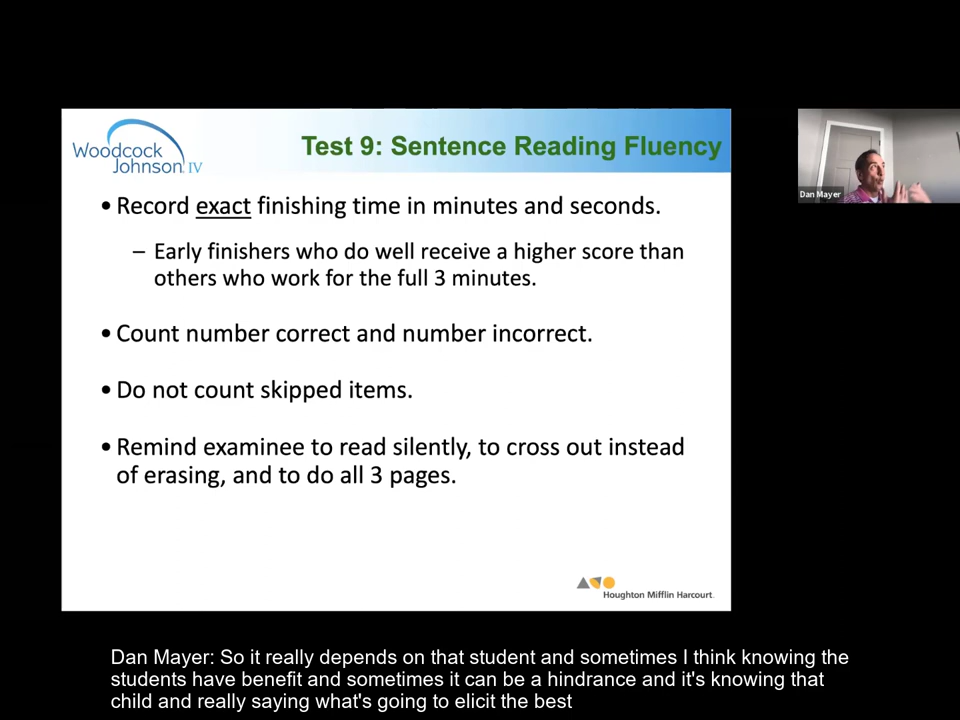 Woodcock
Johnson IV
Test 9: Sentence Reading Fluency
• Record exact finishing time in minutes and seconds.
– Early finishers who do well receive a higher score than
others who work for the full 3 minutes.
• Count number correct and number incorrect.
• Do not count skipped items.
• Remind examinee to read silently, to cross out instead
of erasing, and to do all 3 pages.
Houghton Mifflin Harcourt
Dan Mayer
Dan Mayer: So it really depends on that student and sometimes I think knowing the
students have benefit and sometimes it can be a hindrance and it's knowing that
child and really saying what's going to elicit the best